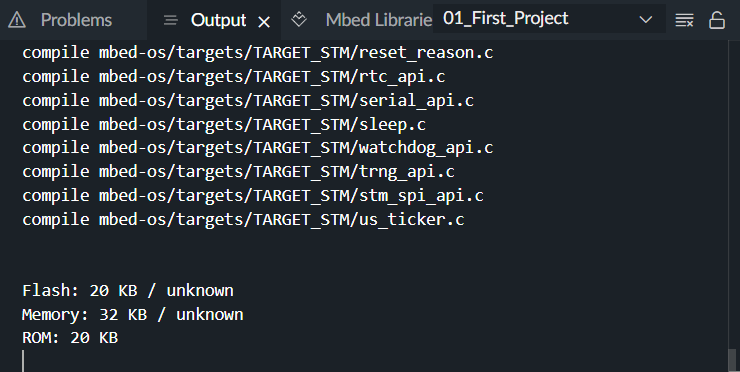 Problems Output Mbed Librarie 01_First_Project
compile mbed-os/targets/TARGET_STM/reset_reason.c
compile mbed-os/targets/TARGET_STM/rtc_api.c
compile mbed-os/targets/TARGET_STM/serial_api.c
compile mbed-os/targets/TARGET_STM/sleep.c
compile mbed-os/targets/TARGET_STM/watchdog_api.c
compile mbed-os/targets/TARGET_STM/trng_api.c
compile mbed-os/targets/TARGET_STM/stm_spi_api.c
compile mbed-os/targets/TARGET_STM/us_ticker.c
Flash: 20 KB / unknown
Memory: 32 KB / unknown
ROM: 20 KB